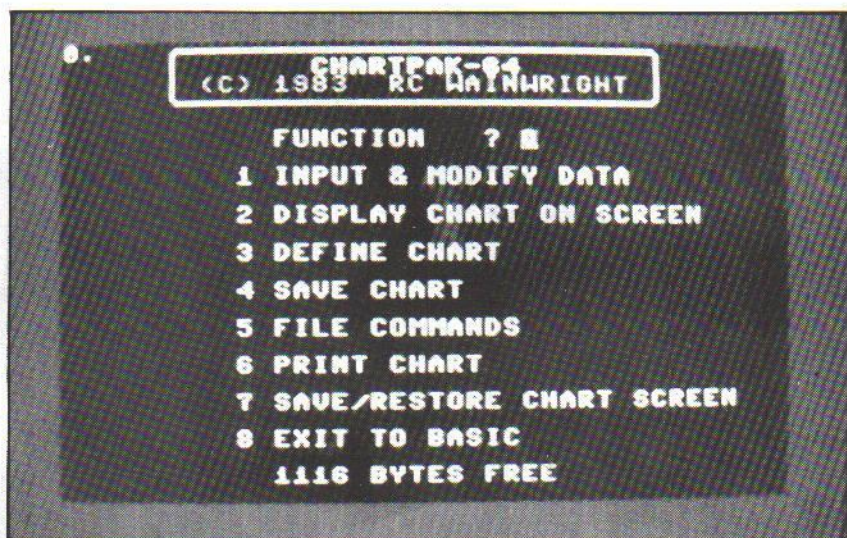 0.
CHARTPAK-64
(C) 1983 RC WAINWRIGHT
FUNCTION ?
1 INPUT & MODIFY DATA
2 DISPLAY CHART ON SCREEN
3 DEFINE CHART
4 SAVE CHART
5 FILE COMMANDS
6 PRINT CHART
7 SAVE/RESTORE CHART SCREEN
8 EXIT TO BASIC
1116 BYTES FREE